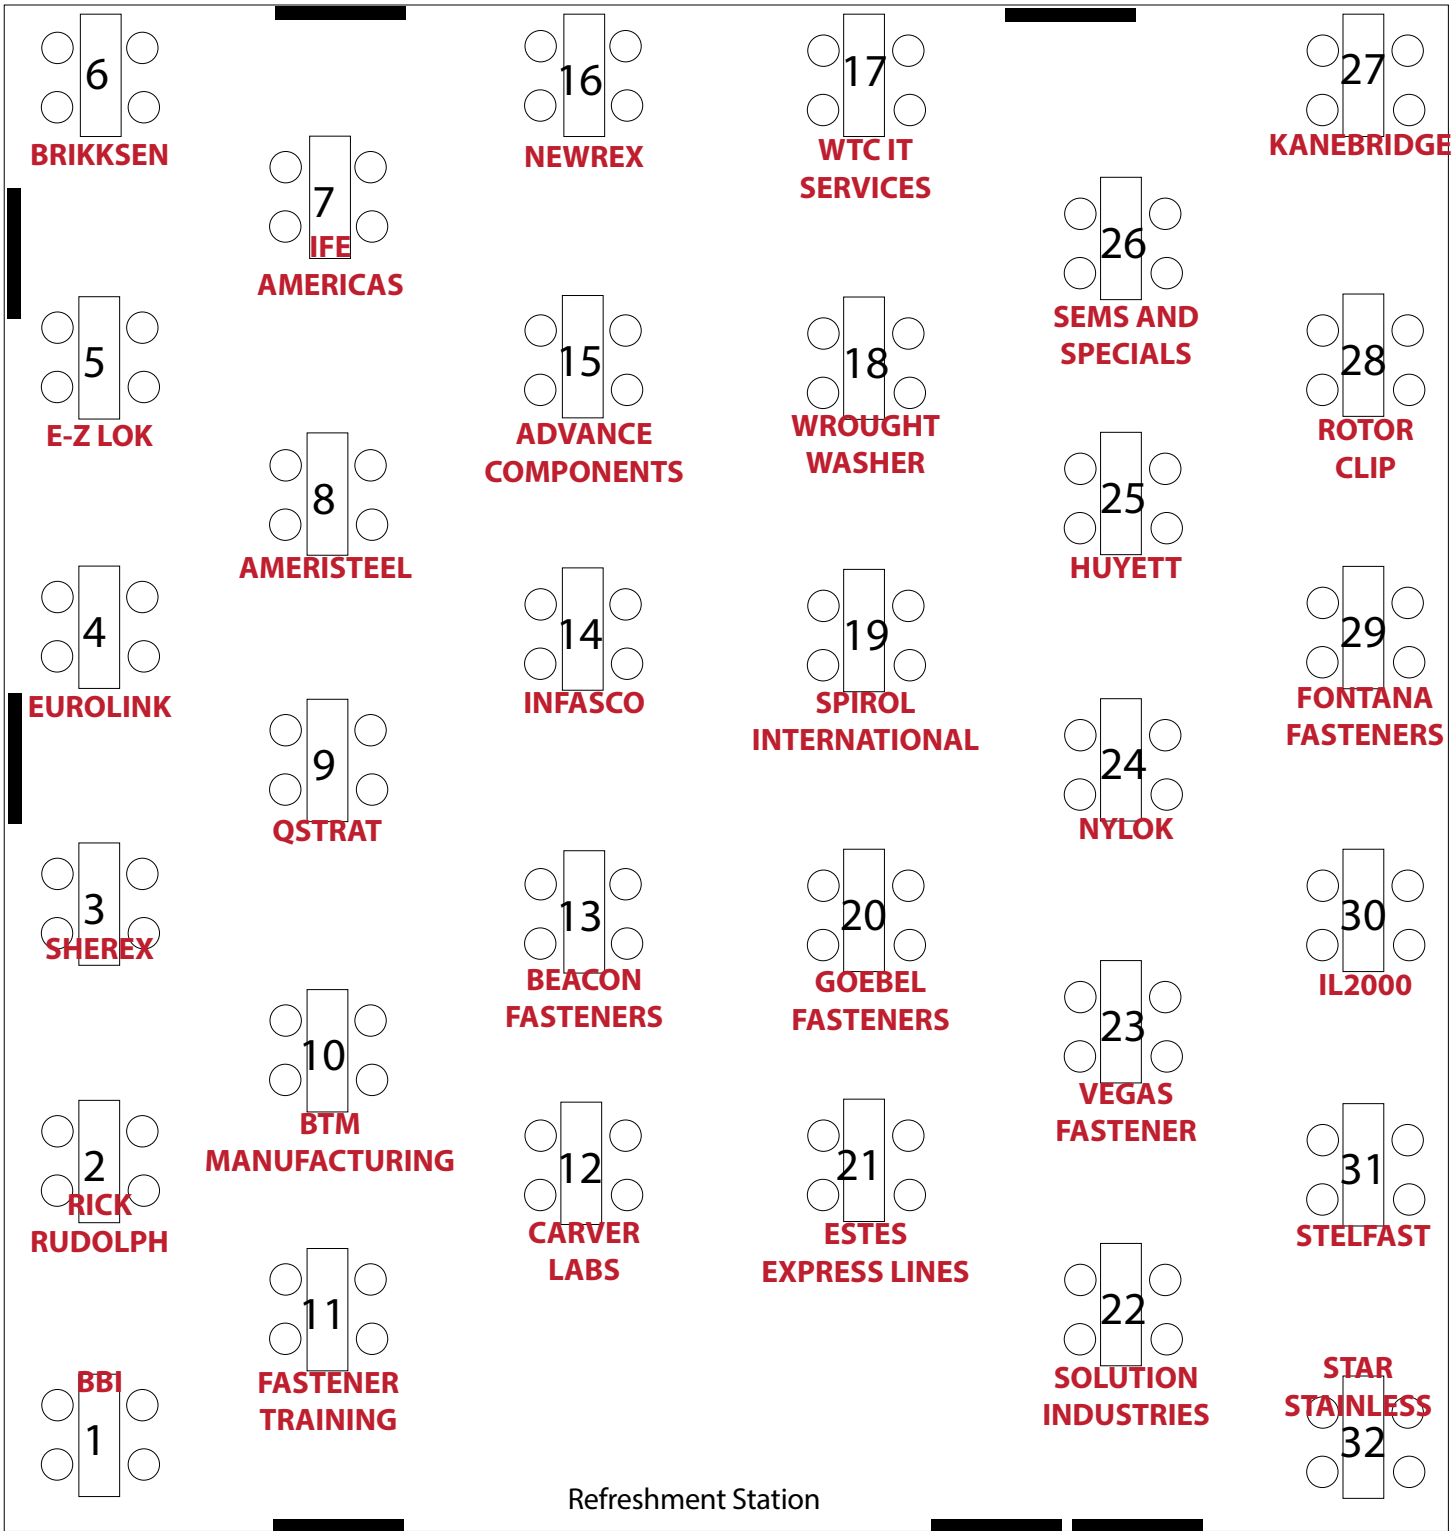 6
BRIKKSEN
16
NEWREX
17
WTC IT
SERVICES
27
KANEBRIDGE
7
IFE
AMERICAS
26
SEMS AND
SPECIALS
5
E-Z LOK
15
ADVANCE
COMPONENTS
18
WROUGHT
WASHER
28
ROTOR
CLIP
8
AMERISTEEL
25
HUYETT
4
EUROLINK
14
INFASCO
19
SPIROL
INTERNATIONAL
29
FONTANA
FASTENERS
9
QSTRAT
24
NYLOK
3
SHEREX
13
BEACON
FASTENERS
20
GOEBEL
FASTENERS
30
IL2000
10
BTM
MANUFACTURING
23
VEGAS
FASTENER
2
RICK
RUDOLPH
12
CARVER
LABS
21
ESTES
EXPRESS LINES
31
STELFAST
11
FASTENER
TRAINING
22
SOLUTION
INDUSTRIES
BBI
1
STAR
STAINLESS
32
Refreshment Station